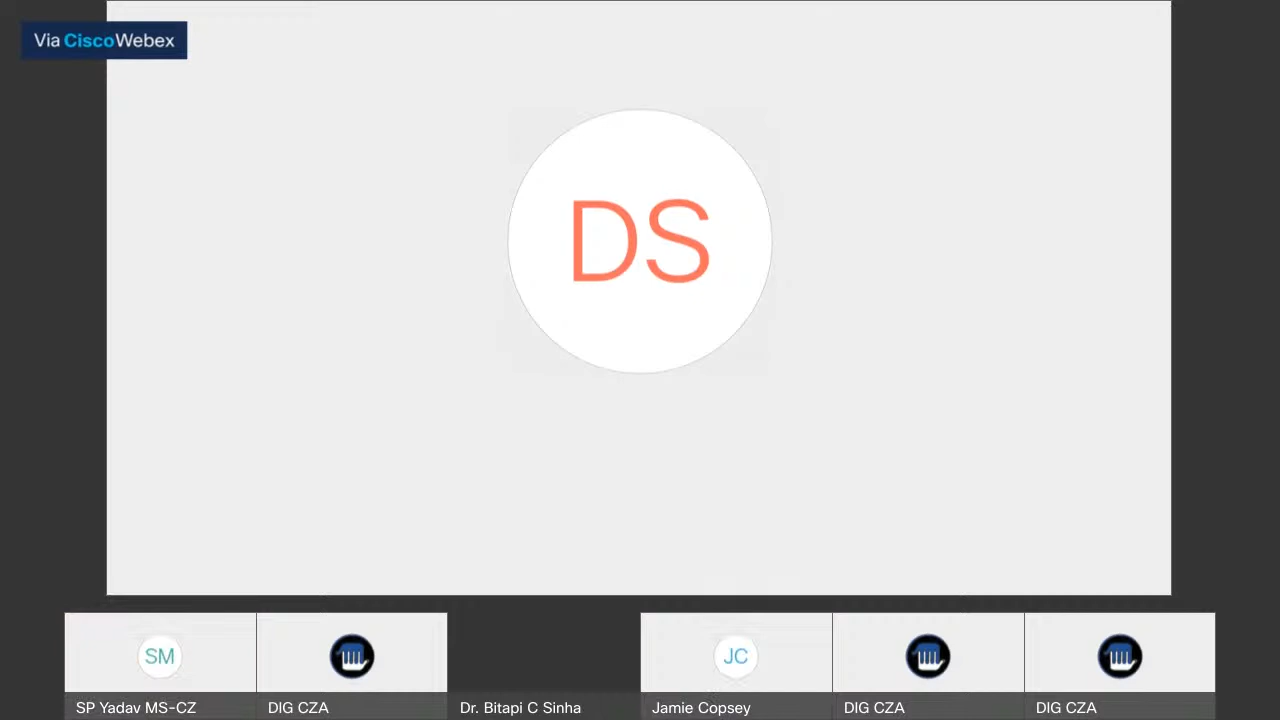 Via CiscoWebex
DS
SM
JC
SP Yadav MS-CZ
DIG CZA
Dr. Bitapi C Sinha
Jamie Copsey
DIG CZA
DIG CZA